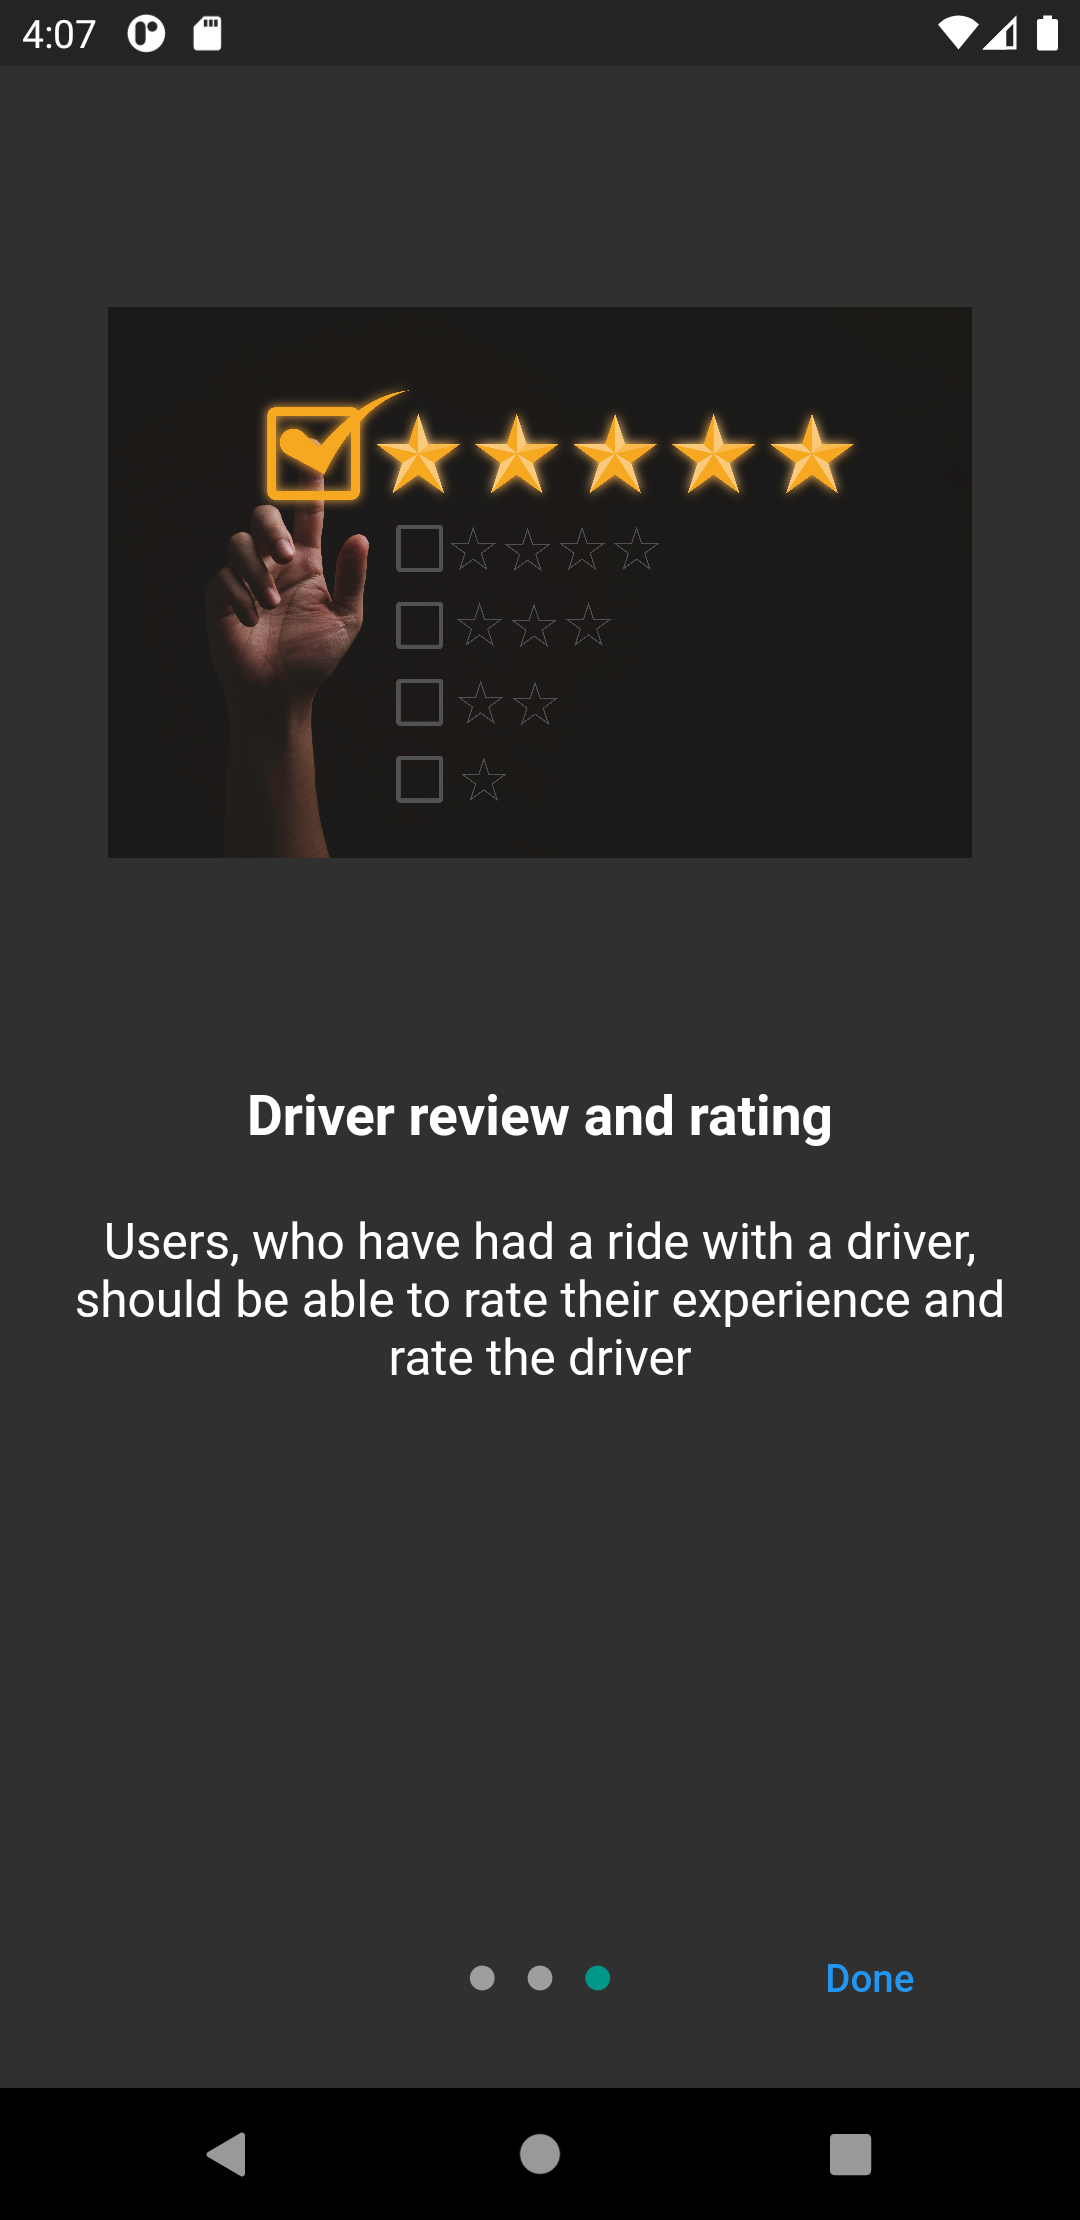 4:07
Driver review and rating
Users, who have had a ride with a driver,
should be able to rate their experience and
rate the driver
Done